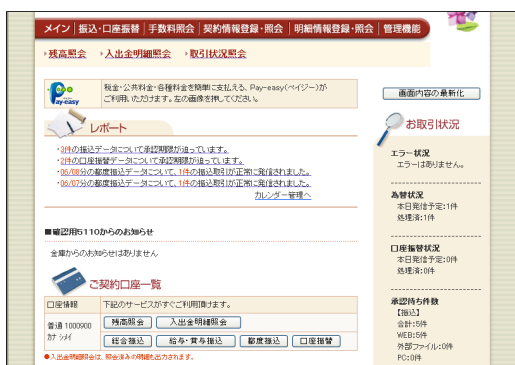 メイン 振込・口座振替 手数料照会 契約情報登録・照会 明細情報登録・照会 管理機能
残高照会 入出金明細照会 取引状況照会
税金・公共料金・各種料金を簡単に支払える、Pay-easy(ペイジー)が
ご利用いただけます。左の画像を押してください。
Pay-easy
画面内容の最新化
レポート
・3件の振込データについて承認期限が迫っています。
・2件の口座振替データについて承認期限が迫っています。
・06/08分の都度振込データについて、1件の振込取引が正常に発信されました。
・06/07分の都度振込データについて、1件の振込取引が正常に発信されました。
カレンダー管理へ
■確認用5110からのお知らせ
金庫からのお知らせはありません
ご契約口座一覧
口座情報 下記のサービスがすぐご利用頂けます。
普通 1000900
残高照会 入出金明細照会
総合振込 給与・賞与振込 都度振込 口座振替
●入出金明細照会は、照会済みの明細も出力されます。
お取引状況
エラー状況
エラーはありません。
為替状況
本日発信予定:1件
処理済:1件
口座振替状況
本日発信予定:0件
処理済:0件
承認待ち件数
【振込】
合計:5件
WEB:5件
外部ファイル:0件
PC:0件